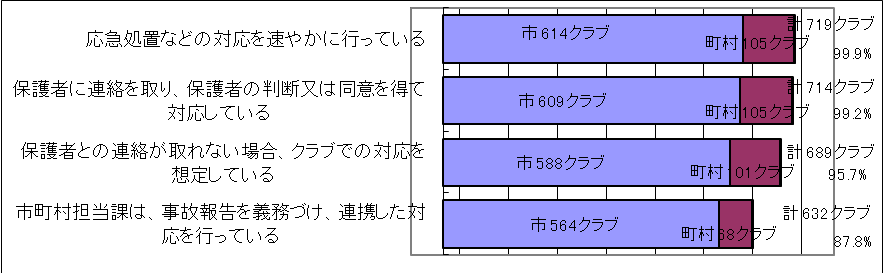 応急処置などの対応を速やかに行っている
市614クラブ
町村105クラブ
計719クラブ
99.9%
保護者に連絡を取り、保護者の判断又は同意を得て
対応している
市609クラブ
町村105クラブ
計714クラブ
99.2%
保護者との連絡が取れない場合、クラブでの対応を
想定している
市588クラブ
町村101クラブ
計689クラブ
95.7%
市町村担当課は、事故報告を義務づけ、連携した対
応を行っている
市564クラブ
町村68クラブ
計632クラブ
87.8%